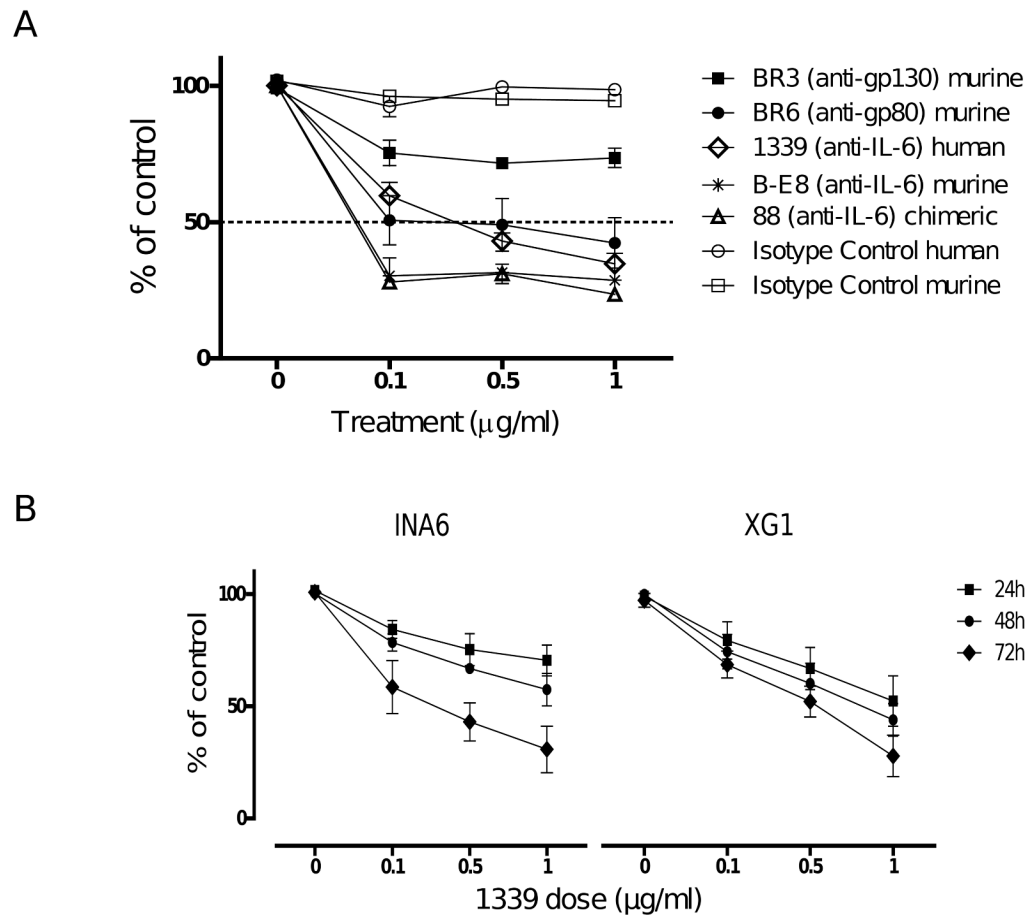 A
100
50
0
% of control
0 0.1 0.5 1
Treatment (μg/ml)
BR3 (anti-gp130) murine
BR6 (anti-gp80) murine
1339 (anti-IL-6) human
B-E8 (anti-IL-6) murine
88 (anti-IL-6) chimeric
Isotype Control human
Isotype Control murine
B
INA6 XG1
100
50
0
% of control
0 0.1 0.5 1 0 0.1 0.5 1
1339 dose (μg/ml)
24h
48h
72h